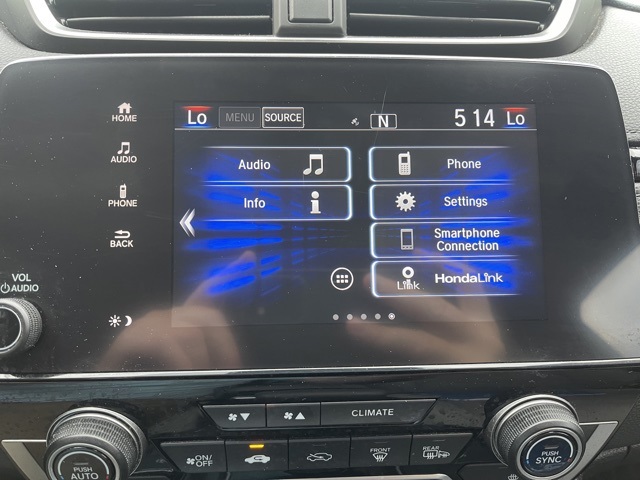 Lo MENU SOURCE N 5 14 Lo
HOME
AUDIO
PHONE
BACK
VOL
AUDIO
Audio
Info
Phone
Settings
Smartphone
Connection
Link HondaLink
CLIMATE
ON/
OFF
FRONT
REAR
PUSH
AUTO
PUSH
SYNC